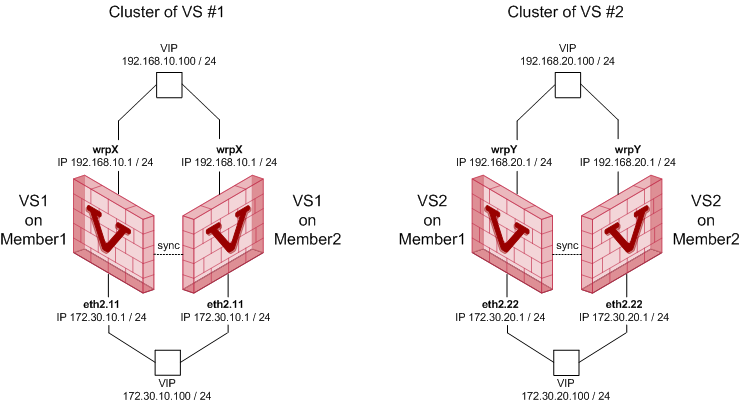 Cluster of VS #1
VIP
192.168.10.100 / 24
wrpX
IP 192.168.10.1 / 24
wrpX
IP 192.168.10.1 / 24
VS1
on
Member1
V
sync
V
VS1
on
Member2
eth2.11
IP 172.30.10.1 / 24
eth2.11
IP 172.30.10.1 / 24
VIP
172.30.10.100 / 24
Cluster of VS #2
VIP
192.168.20.100 / 24
wrpY
IP 192.168.20.1 / 24
wrpY
IP 192.168.20.1 / 24
VS2
on
Member1
V
sync
V
VS2
on
Member2
eth2.22
IP 172.30.20.1 / 24
eth2.22
IP 172.30.20.1 / 24
VIP
172.30.20.100 / 24